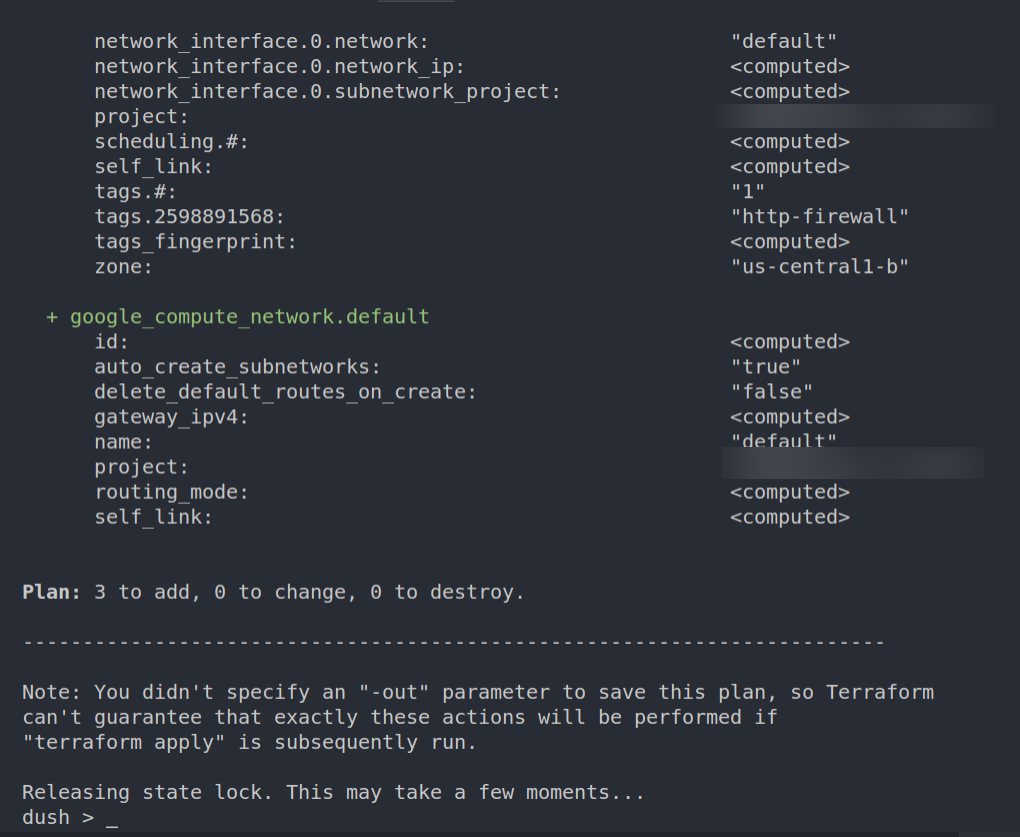 network_interface.0.network: "default"
network_interface.0.network_ip: <computed>
network_interface.0.subnetwork_project: <computed>
project:
scheduling.#: <computed>
self_link: <computed>
tags.#: "1"
tags.2598891568: "http-firewall"
tags_fingerprint: <computed>
zone: "us-central1-b"
+ google_compute_network.default
id: <computed>
auto_create_subnetworks: "true"
delete_default_routes_on_create: "false"
gateway_ipv4: <computed>
name: "default"
project:
routing_mode: <computed>
self_link: <computed>
Plan: 3 to add, 0 to change, 0 to destroy.
------------------------------------------------------------------------
Note: You didn't specify an "-out" parameter to save this plan, so Terraform
can't guarantee that exactly these actions will be performed if
"terraform apply" is subsequently run.
Releasing state lock. This may take a few moments...
dush > _